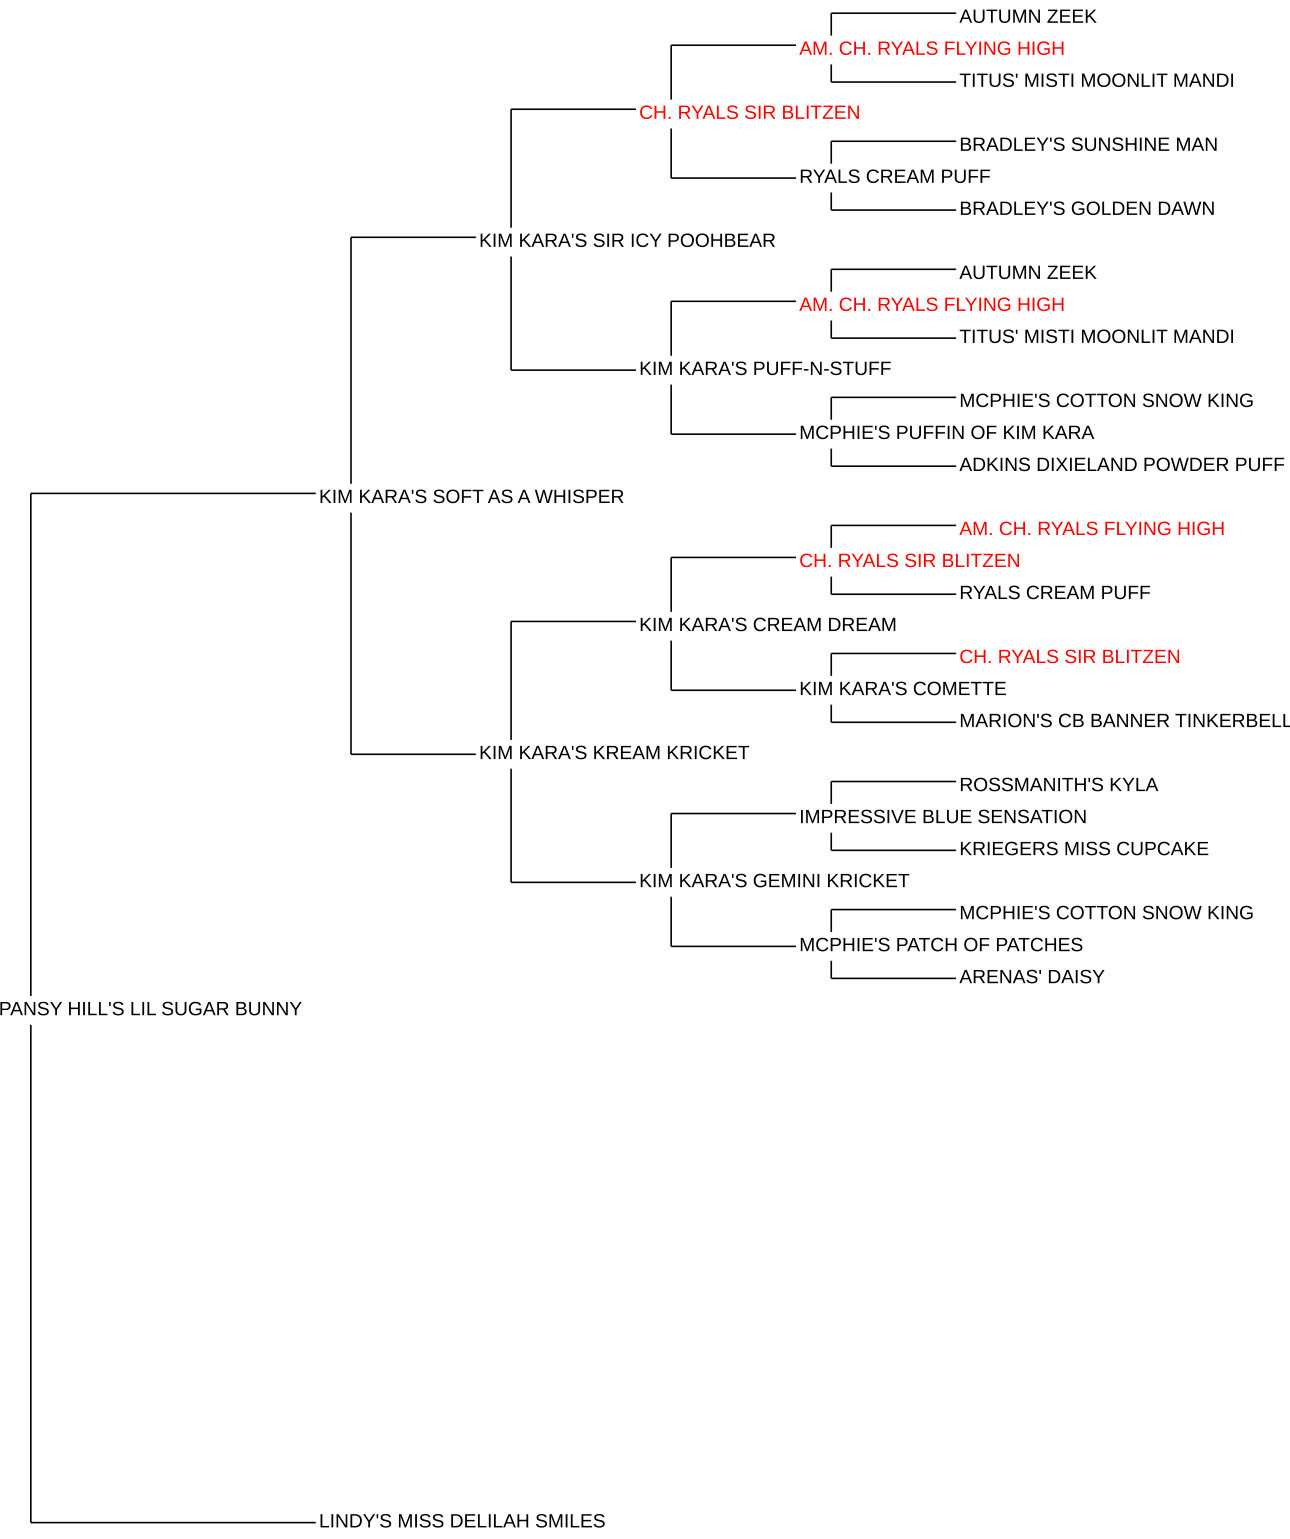 AUTUMN ZEEK
AM. CH. RYALS FLYING HIGH
TITUS' MISTI MOONLIT MANDI
CH. RYALS SIR BLITZEN
BRADLEY'S SUNSHINE MAN
RYALS CREAM PUFF
BRADLEY'S GOLDEN DAWN
KIM KARA'S SIR ICY POOHBEAR
AUTUMN ZEEK
AM. CH. RYALS FLYING HIGH
TITUS' MISTI MOONLIT MANDI
KIM KARA'S PUFF-N-STUFF
MCPHIE'S COTTON SNOW KING
MCPHIE'S PUFFIN OF KIM KARA
ADKINS DIXIELAND POWDER PUFF
KIM KARA'S SOFT AS A WHISPER
AM. CH. RYALS FLYING HIGH
CH. RYALS SIR BLITZEN
RYALS CREAM PUFF
KIM KARA'S CREAM DREAM
CH. RYALS SIR BLITZEN
KIM KARA'S COMETTE
MARION'S CB BANNER TINKERBELL
KIM KARA'S KREAM KRICKET
ROSSMANITH'S KYLA
IMPRESSIVE BLUE SENSATION
KRIEGERS MISS CUPCAKE
KIM KARA'S GEMINI KRICKET
MCPHIE'S COTTON SNOW KING
MCPHIE'S PATCH OF PATCHES
ARENAS' DAISY
PANSY HILL'S LIL SUGAR BUNNY
LINDY'S MISS DELILAH SMILES